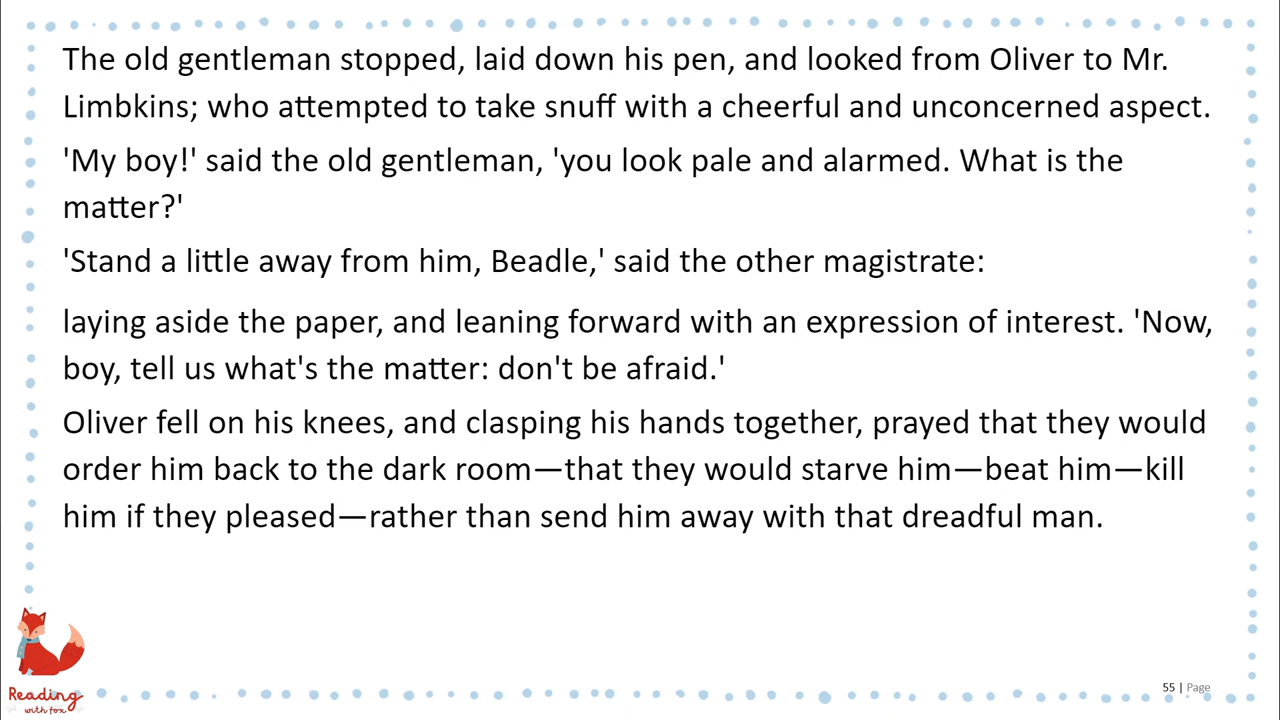 The old gentleman stopped, laid down his pen, and looked from Oliver to Mr.
Limbkins; who attempted to take snuff with a cheerful and unconcerned aspect.
'My boy!' said the old gentleman, 'you look pale and alarmed. What is the
matter?'
'Stand a little away from him, Beadle,' said the other magistrate:
laying aside the paper, and leaning forward with an expression of interest. 'Now,
boy, tell us what's the matter: don't be afraid.'
Oliver fell on his knees, and clasping his hands together, prayed that they would
order him back to the dark room—that they would starve him—beat him—kill
him if they pleased—rather than send him away with that dreadful man.
55 | Page
Reading
with fox